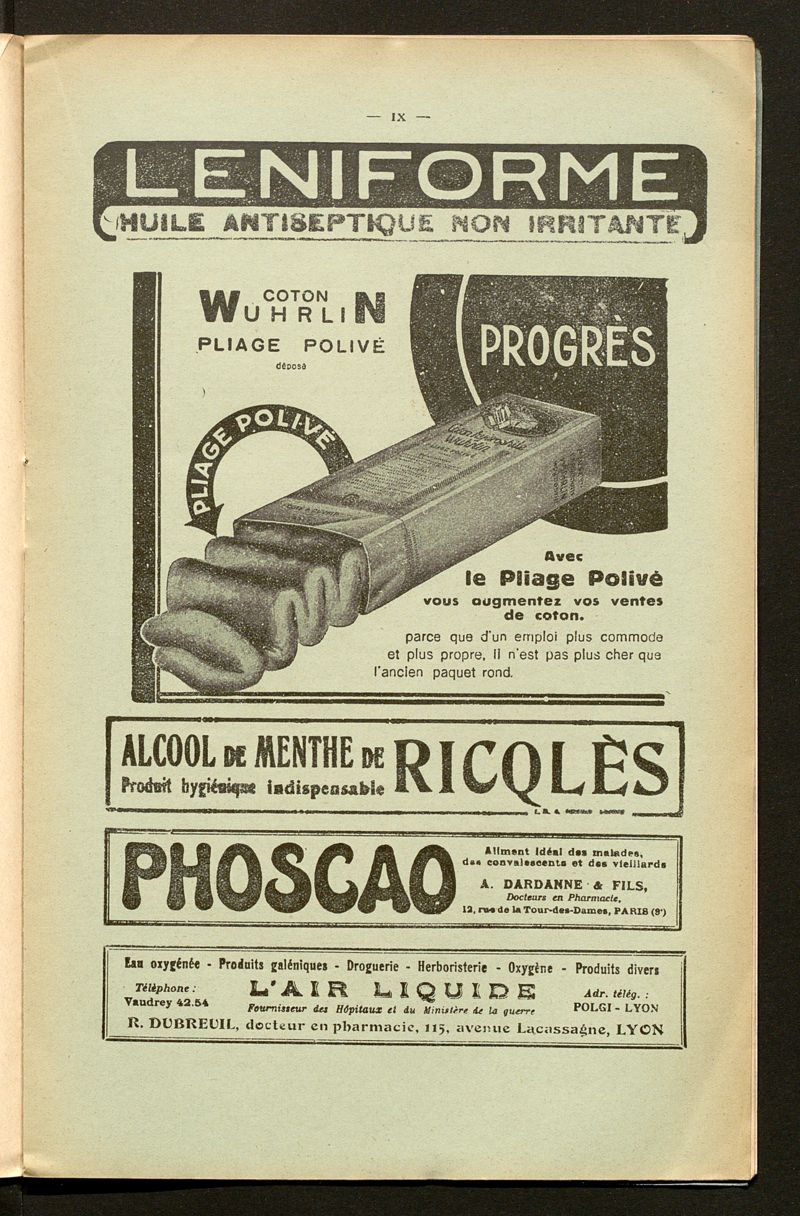 — IX —
LENIFORME
HUILE ANTISEPTIQUE NON IRRITANTE
COTON
WUHRLIN
PLIAGE POLIVÉ
déposé
PROGRÈS
PLIAGE POLIVÉ
Coton Hydrophile
WUHRLIN
Avec
le Pliage Polivé
vous augmentez vos ventes
de coton.
parce que d'un emploi plus commode
et plus propre, il n'est pas plus cher que
l'ancien paquet rond.
ALCOOL DE MENTHE DE RICQLÈS
Produit hygiénique indispensable
PHOSCAO
Aliment idéal des malades,
des convalescents et des vieillards
A. DARDANNE & FILS,
Docteurs en Pharmacie,
12, rue de la Tour-des-Dames, PARIS (9ᵉ)
Eau oxygénée - Produits galéniques - Droguerie - Herboristerie - Oxygène - Produits divers
Téléphone :
Vaudrey 42.54
L'AIR LIQUIDE
Fournisseur des Hôpitaux et du Ministère de la guerre
Adr. télég. :
POLGI - LYON
R. DUBREUIL, docteur en pharmacie, 115, avenue Lacassagne, LYON